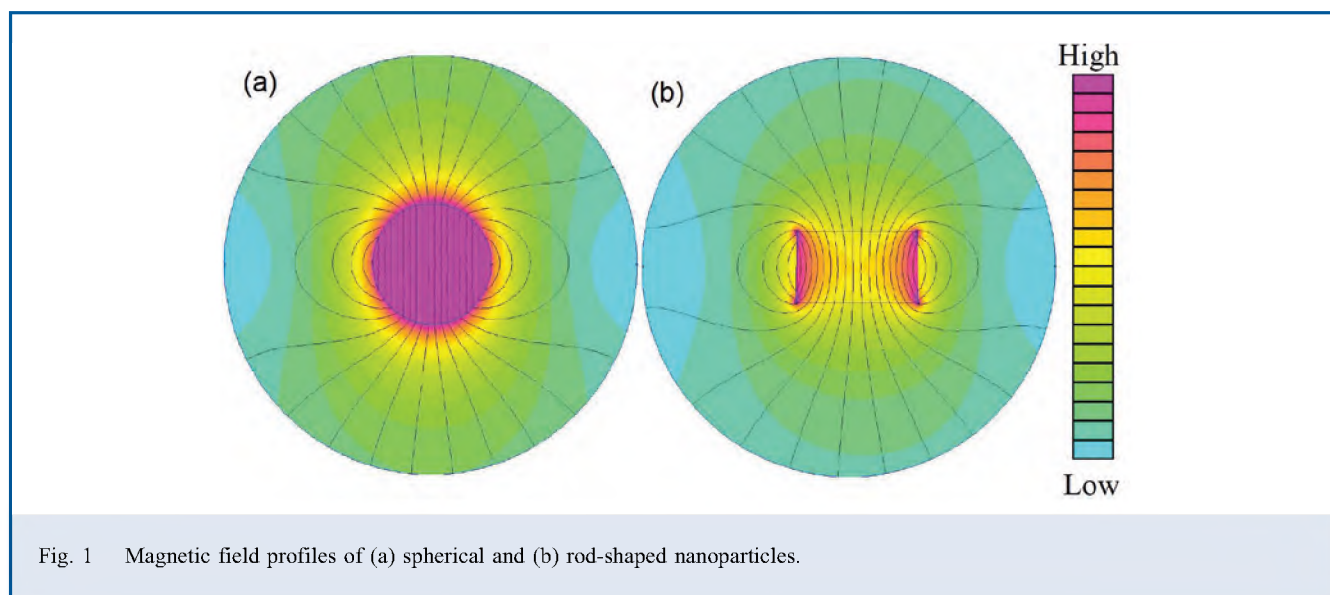 (a)
(b)
High
Low
Fig. 1 Magnetic field profiles of (a) spherical and (b) rod-shaped nanoparticles.